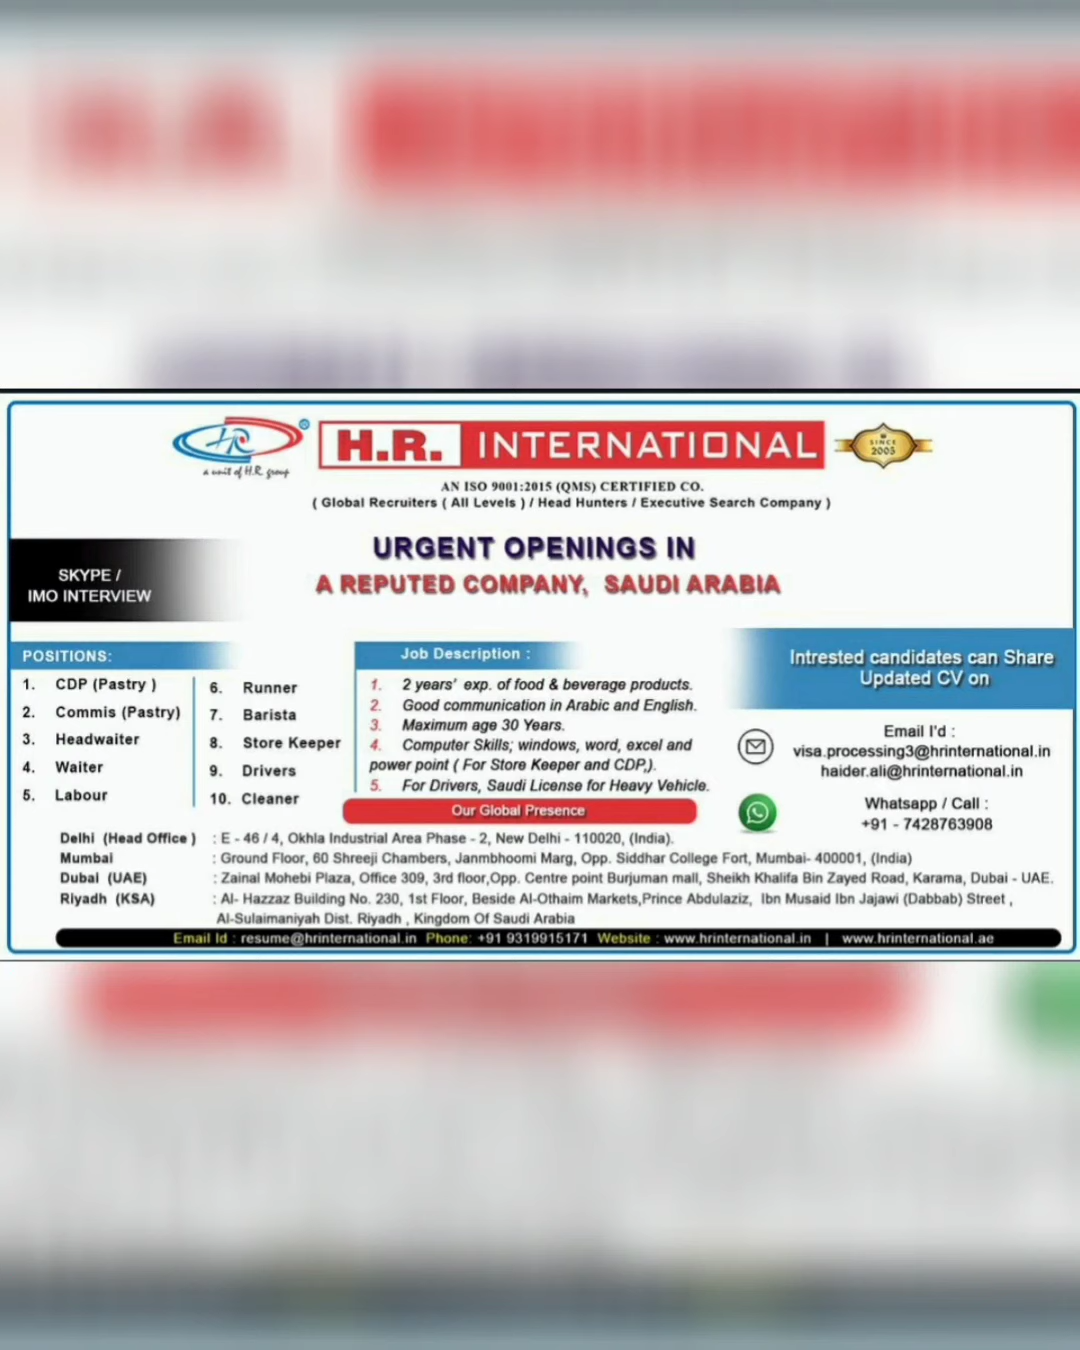 HR
a unit of H.R. group
H.R. INTERNATIONAL
SINCE
2005
AN ISO 9001:2015 (QMS) CERTIFIED CO.
( Global Recruiters ( All Levels ) / Head Hunters / Executive Search Company )
URGENT OPENINGS IN
A REPUTED COMPANY, SAUDI ARABIA
SKYPE /
IMO INTERVIEW
POSITIONS:
1. CDP (Pastry )
2. Commis (Pastry)
3. Headwaiter
4. Waiter
5. Labour
6. Runner
7. Barista
8. Store Keeper
9. Drivers
10. Cleaner
Job Description :
1. 2 years' exp. of food & beverage products.
2. Good communication in Arabic and English.
3. Maximum age 30 Years.
4. Computer Skills; windows, word, excel and
power point ( For Store Keeper and CDP,).
5. For Drivers, Saudi License for Heavy Vehicle.
Intrested candidates can Share
Updated CV on
Email I'd :
visa.processing3@hrinternational.in
haider.ali@hrinternational.in
Whatsapp / Call :
+91 - 7428763908
Our Global Presence
Delhi (Head Office ) : E - 46 / 4, Okhla Industrial Area Phase - 2, New Delhi - 110020, (India).
Mumbai : Ground Floor, 60 Shreeji Chambers, Janmbhoomi Marg, Opp. Siddhar College Fort, Mumbai- 400001, (India)
Dubai (UAE) : Zainal Mohebi Plaza, Office 309, 3rd floor,Opp. Centre point Burjuman mall, Sheikh Khalifa Bin Zayed Road, Karama, Dubai - UAE.
Riyadh (KSA) : Al- Hazzaz Building No. 230, 1st Floor, Beside Al-Othaim Markets,Prince Abdulaziz, Ibn Musaid Ibn Jajawi (Dabbab) Street ,
Al-Sulaimaniyah Dist. Riyadh , Kingdom Of Saudi Arabia
Email Id : resume@hrinternational.in Phone: +91 9319915171 Website : www.hrinternational.in | www.hrinternational.ae